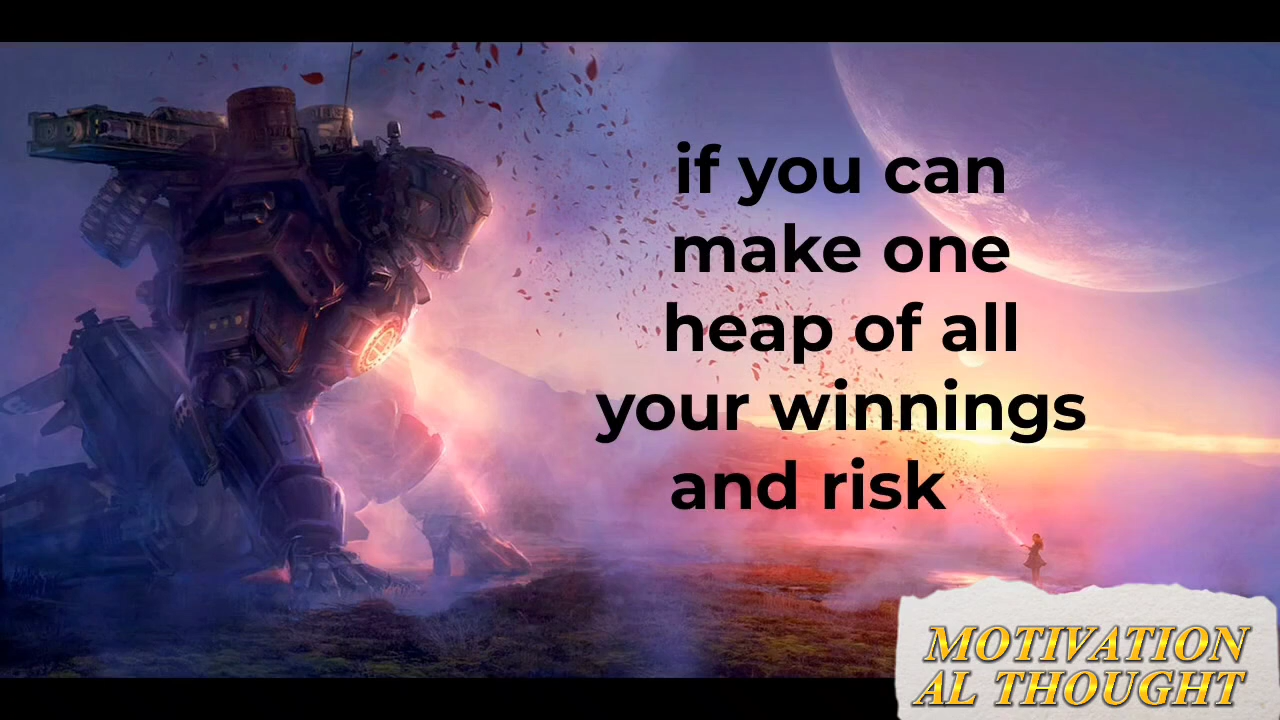 if you can
make one
heap of all
your winnings
and risk
MOTIVATION
AL THOUGHT